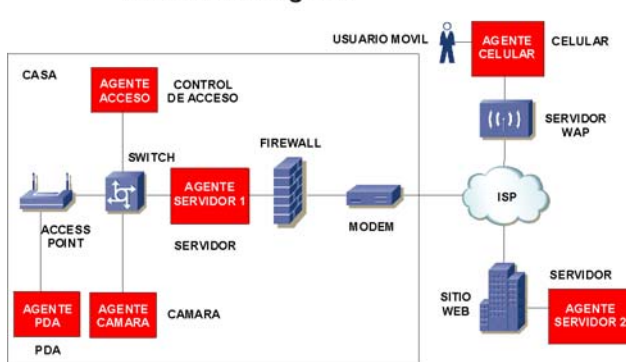 USUARIO MOVIL
AGENTE
CELULAR
CELULAR
CASA
AGENTE
ACCESO
CONTROL
DE ACCESO
SERVIDOR
WAP
FIREWALL
SWITCH
AGENTE
SERVIDOR 1
ISP
ACCESS
POINT
MODEM
SERVIDOR
SERVIDOR
AGENTE
PDA
AGENTE
CAMARA
CAMARA
SITIO
WEB
AGENTE
SERVIDOR 2
PDA